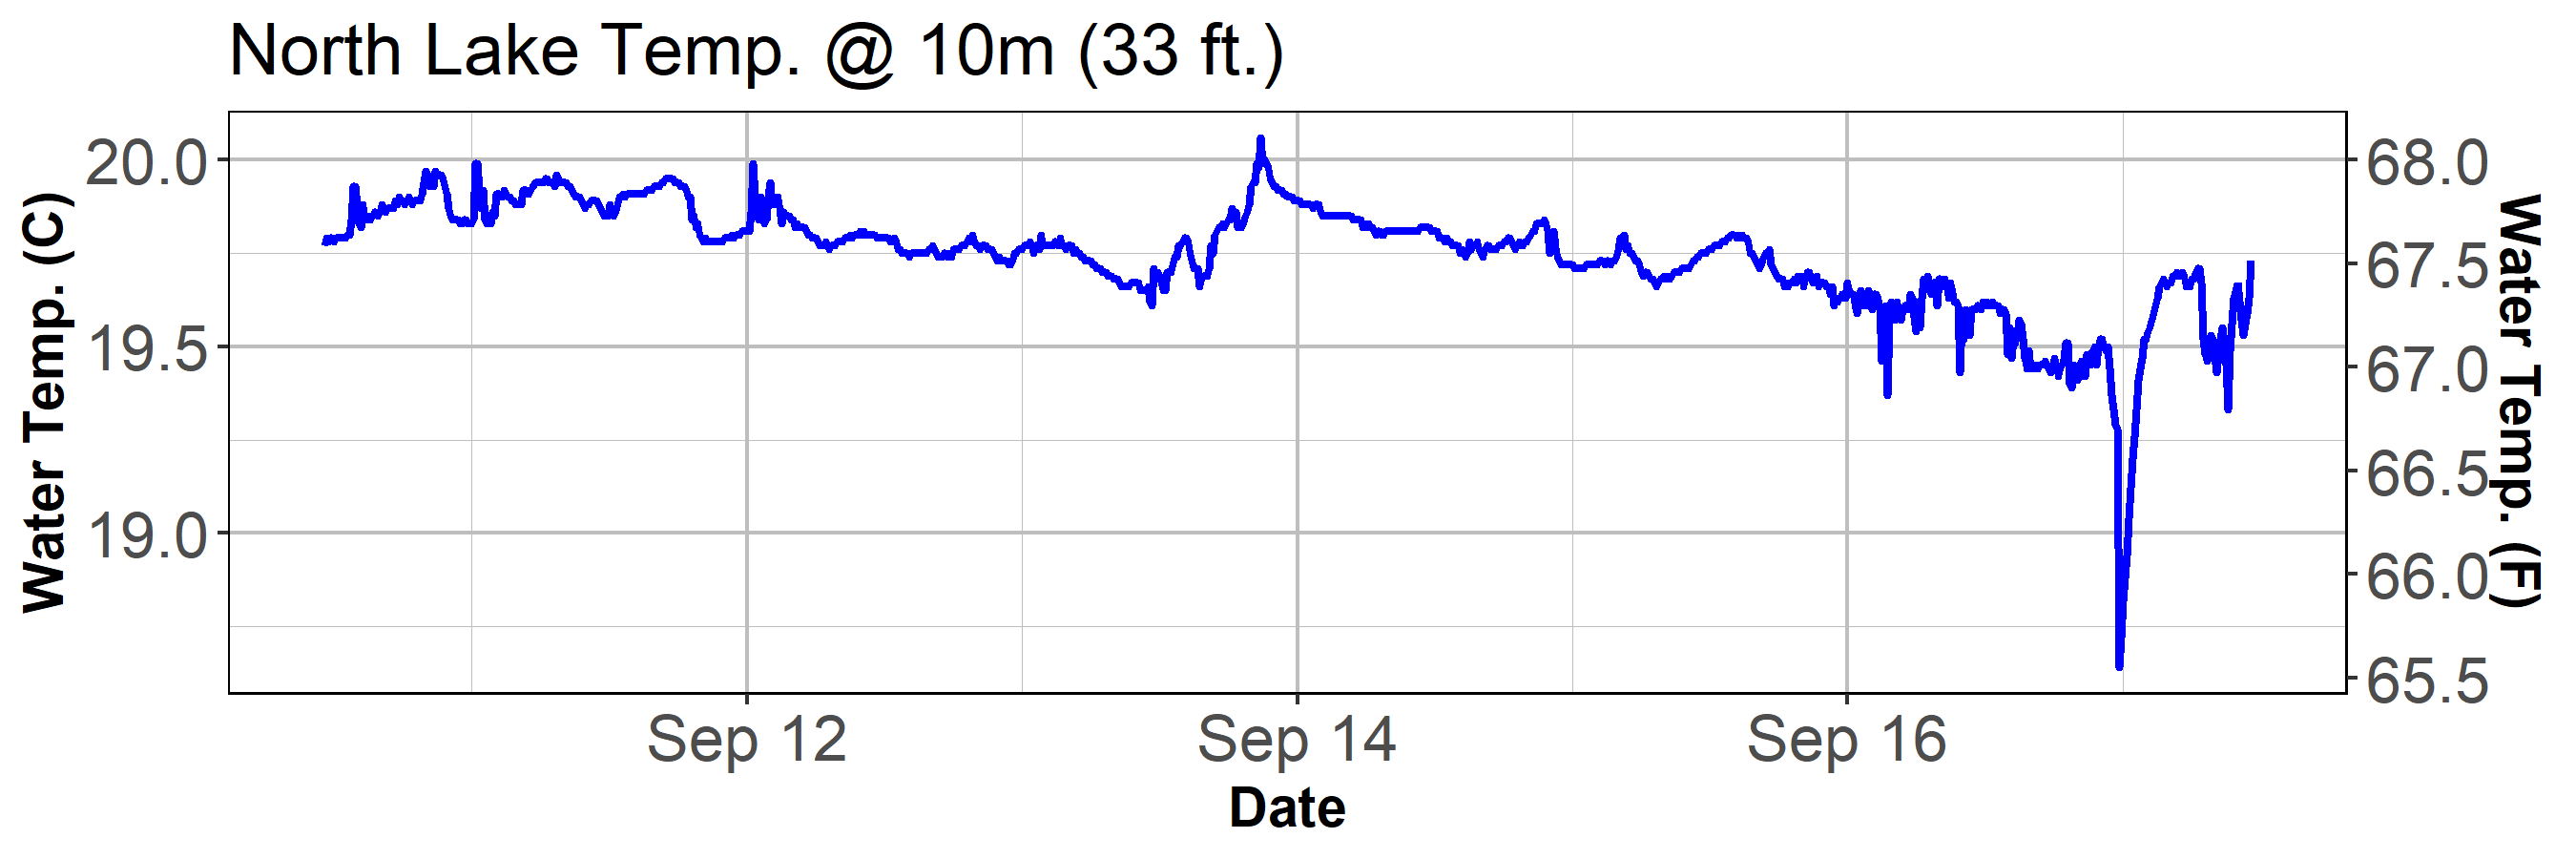 North Lake Temp. @ 10m (33 ft.)
Water Temp. (C)
20.0
19.5
19.0
68.0
67.5
67.0
66.5
66.0
65.5
Water Temp. (F)
Sep 12
Sep 14
Sep 16
Date